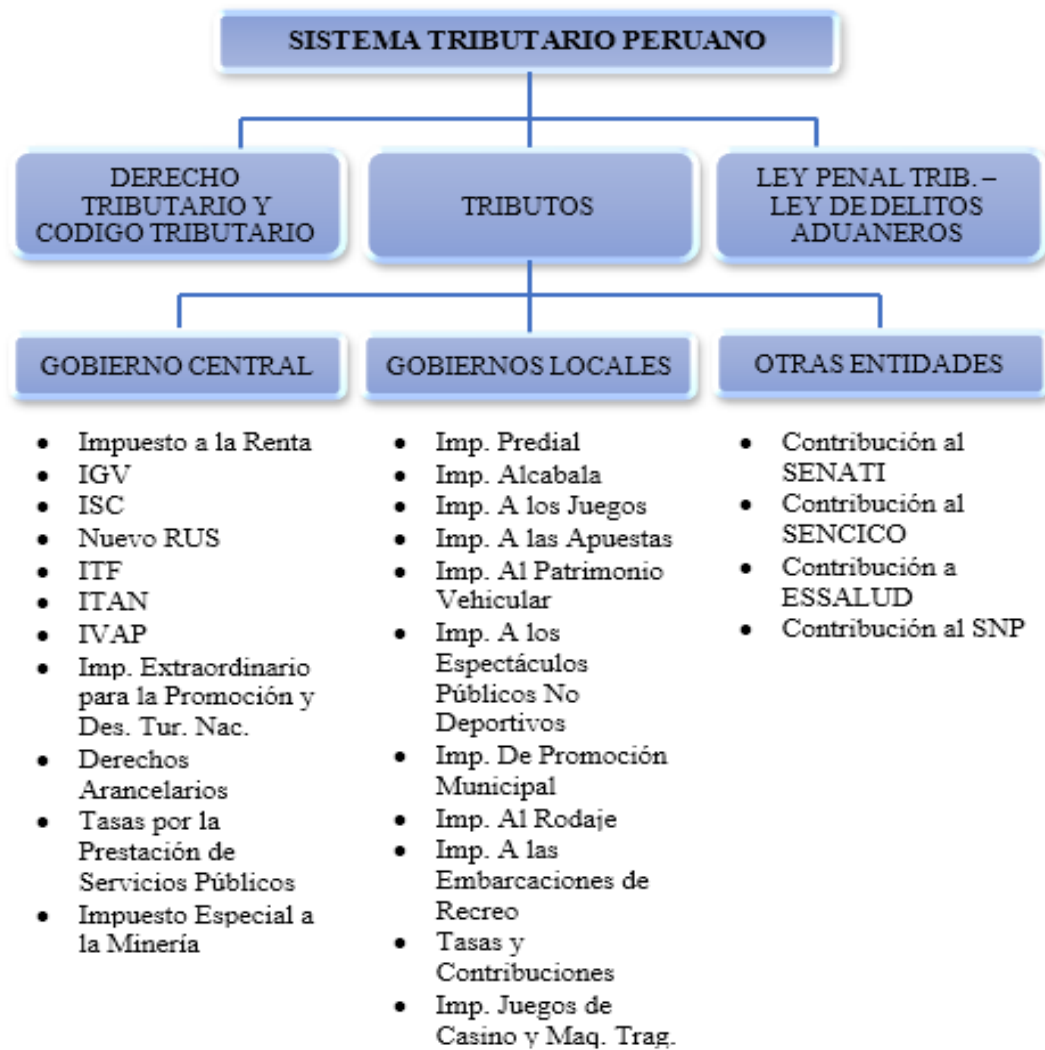 SISTEMA TRIBUTARIO PERUANO
DERECHO
TRIBUTARIO Y
CODIGO TRIBUTARIO
TRIBUTOS
LEY PENAL TRIB. –
LEY DE DELITOS
ADUANEROS
GOBIERNO CENTRAL
● Impuesto a la Renta
● IGV
● ISC
● Nuevo RUS
● ITF
● ITAN
● IVAP
● Imp. Extraordinario
para la Promoción y
Des. Tur. Nac.
● Derechos
Arancelarios
● Tasas por la
Prestación de
Servicios Públicos
● Impuesto Especial a
la Minería
GOBIERNOS LOCALES
● Imp. Predial
● Imp. Alcabala
● Imp. A los Juegos
● Imp. A las Apuestas
● Imp. Al Patrimonio
Vehicular
● Imp. A los
Espectáculos
Públicos No
Deportivos
● Imp. De Promoción
Municipal
● Imp. Al Rodaje
● Imp. A las
Embarcaciones de
Recreo
● Tasas y
Contribuciones
● Imp. Juegos de
Casino y Maq. Trag.
OTRAS ENTIDADES
● Contribución al
SENATI
● Contribución al
SENCICO
● Contribución a
ESSALUD
● Contribución al SNP